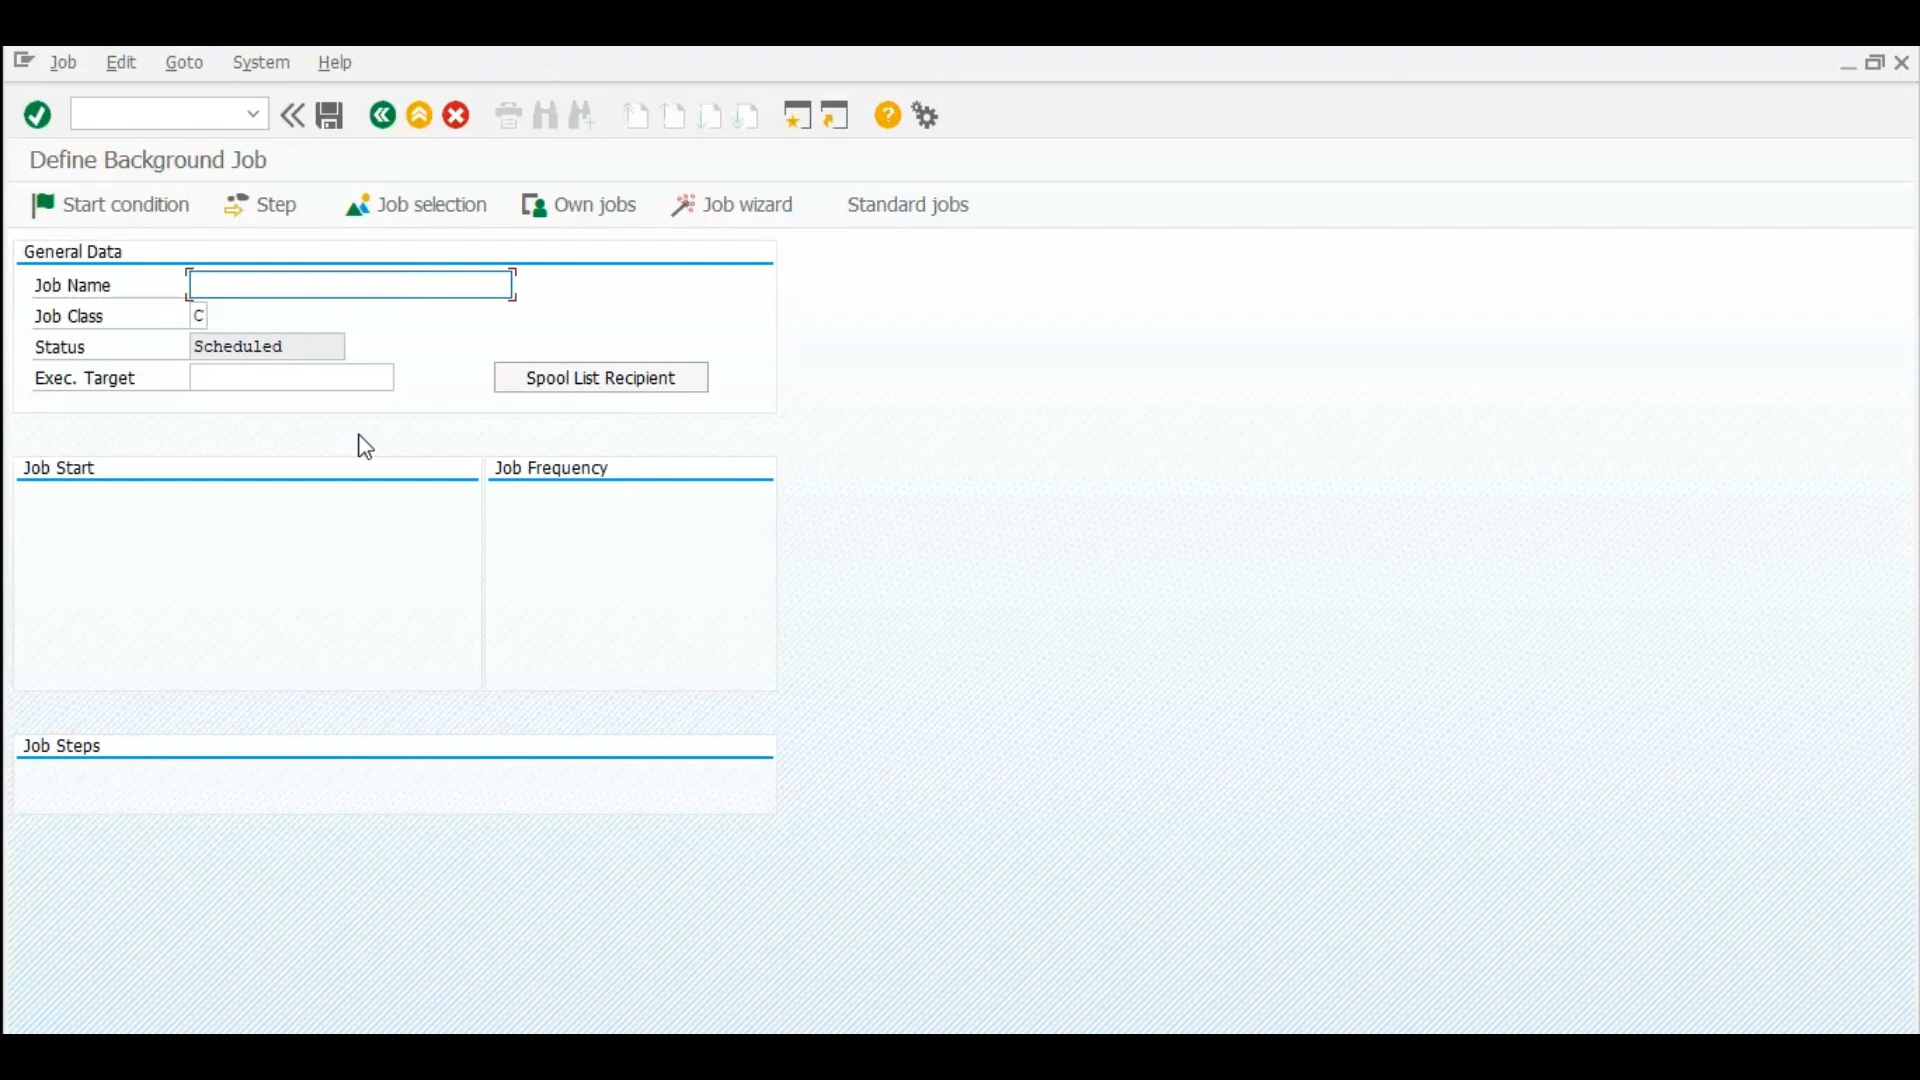 Job Edit Goto System Help
Define Background Job
Start condition Step Job selection Own jobs Job wizard Standard jobs
General Data
Job Name
Job Class C
Status Scheduled
Exec. Target Spool List Recipient
Job Start Job Frequency
Job Steps